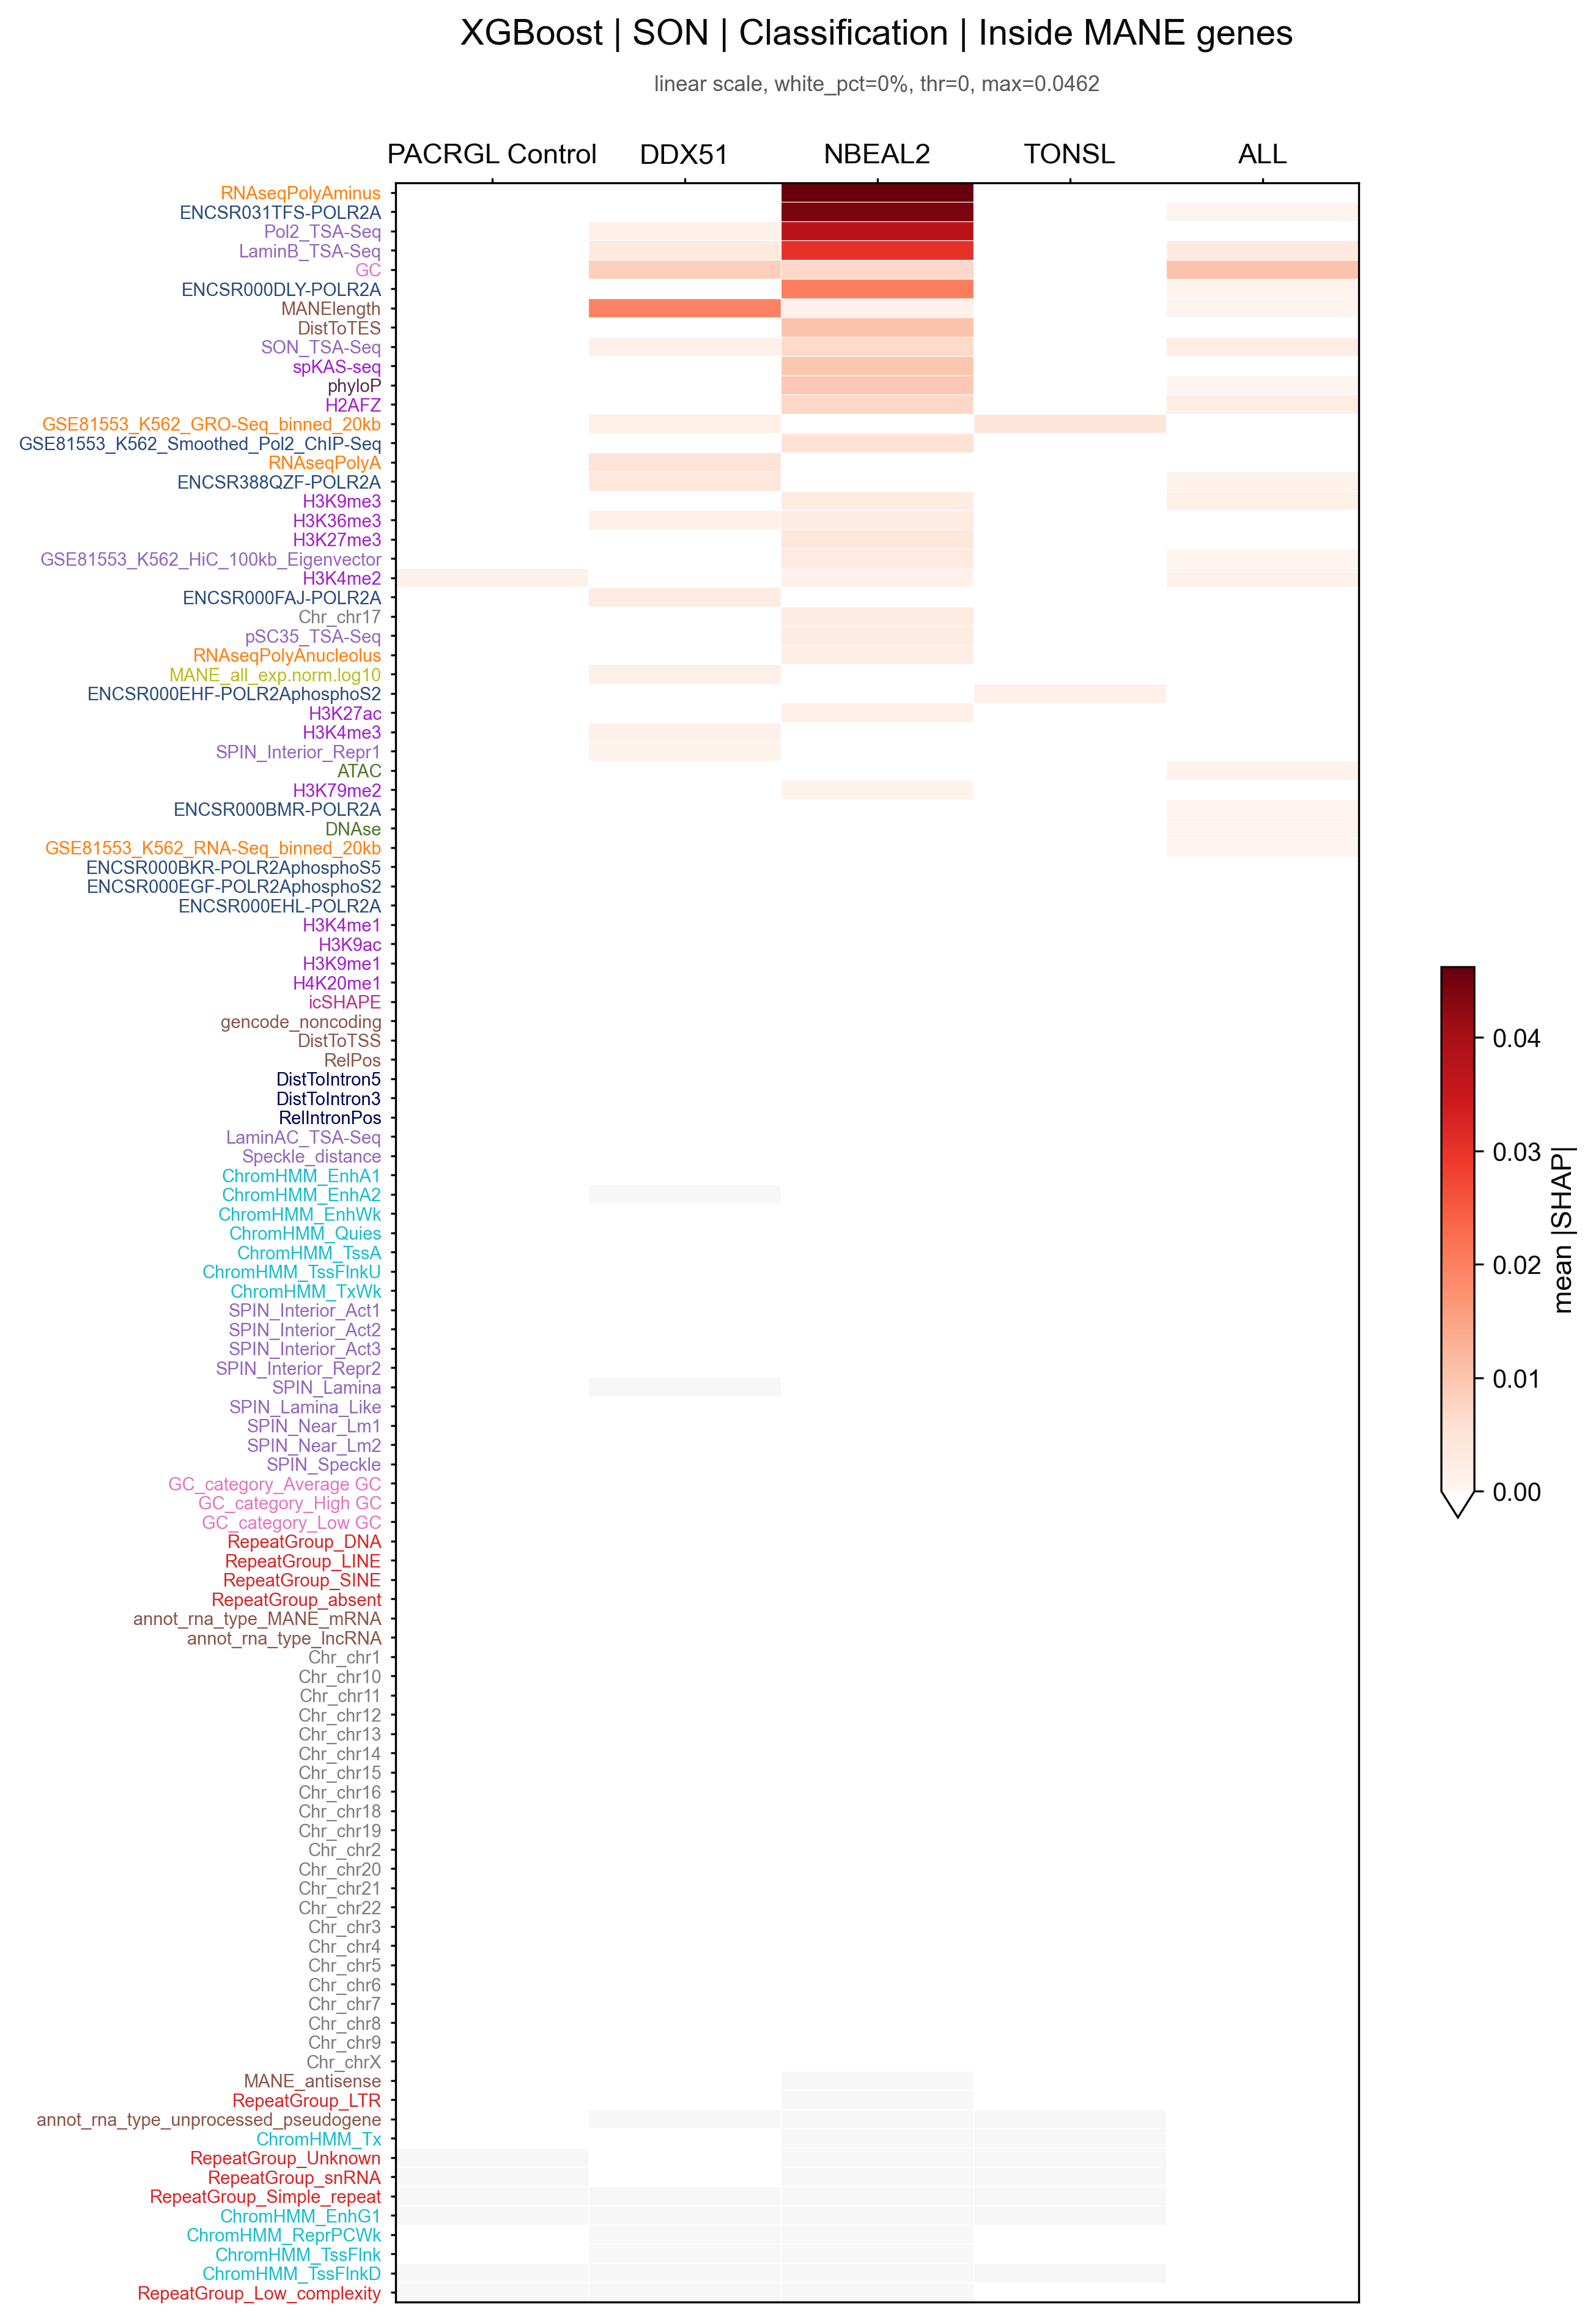 XGBoost | SON | Classification | Inside MANE genes
linear scale, white_pct=0%, thr=0, max=0.0462
PACRGL Control DDX51 NBEAL2 TONSL ALL
RNAseqPolyAminus
ENCSR031TFS-POLR2A
Pol2_TSA-Seq
LaminB_TSA-Seq
GC
ENCSR000DLY-POLR2A
MANElength
DistToTES
SON_TSA-Seq
spKAS-seq
phyloP
H2AFZ
GSE81553_K562_GRO-Seq_binned_20kb
GSE81553_K562_Smoothed_Pol2_ChIP-Seq
RNAseqPolyA
ENCSR388QZF-POLR2A
H3K9me3
H3K36me3
H3K27me3
GSE81553_K562_HiC_100kb_Eigenvector
H3K4me2
ENCSR000FAJ-POLR2A
Chr_chr17
pSC35_TSA-Seq
RNAseqPolyAnucleolus
MANE_all_exp.norm.log10
ENCSR000EHF-POLR2AphosphoS2
H3K27ac
H3K4me3
SPIN_Interior_Repr1
ATAC
H3K79me2
ENCSR000BMR-POLR2A
DNAse
GSE81553_K562_RNA-Seq_binned_20kb
ENCSR000BKR-POLR2AphosphoS5
ENCSR000EGF-POLR2AphosphoS2
ENCSR000EHL-POLR2A
H3K4me1
H3K9ac
H3K9me1
H4K20me1
icSHAPE
gencode_noncoding
DistToTSS
RelPos
DistToIntron5
DistToIntron3
RelIntronPos
LaminAC_TSA-Seq
Speckle_distance
ChromHMM_EnhA1
ChromHMM_EnhA2
ChromHMM_EnhWk
ChromHMM_Quies
ChromHMM_TssA
ChromHMM_TssFlnkU
ChromHMM_TxWk
SPIN_Interior_Act1
SPIN_Interior_Act2
SPIN_Interior_Act3
SPIN_Interior_Repr2
SPIN_Lamina
SPIN_Lamina_Like
SPIN_Near_Lm1
SPIN_Near_Lm2
SPIN_Speckle
GC_category_Average GC
GC_category_High GC
GC_category_Low GC
RepeatGroup_DNA
RepeatGroup_LINE
RepeatGroup_SINE
RepeatGroup_absent
annot_rna_type_MANE_mRNA
annot_rna_type_lncRNA
Chr_chr1
Chr_chr10
Chr_chr11
Chr_chr12
Chr_chr13
Chr_chr14
Chr_chr15
Chr_chr16
Chr_chr18
Chr_chr19
Chr_chr2
Chr_chr20
Chr_chr21
Chr_chr22
Chr_chr3
Chr_chr4
Chr_chr5
Chr_chr6
Chr_chr7
Chr_chr8
Chr_chr9
Chr_chrX
MANE_antisense
RepeatGroup_LTR
annot_rna_type_unprocessed_pseudogene
ChromHMM_Tx
RepeatGroup_Unknown
RepeatGroup_snRNA
RepeatGroup_Simple_repeat
ChromHMM_EnhG1
ChromHMM_ReprPCWk
ChromHMM_TssFlnk
ChromHMM_TssFlnkD
RepeatGroup_Low_complexity
0.04
0.03
0.02
0.01
0.00
mean |SHAP|